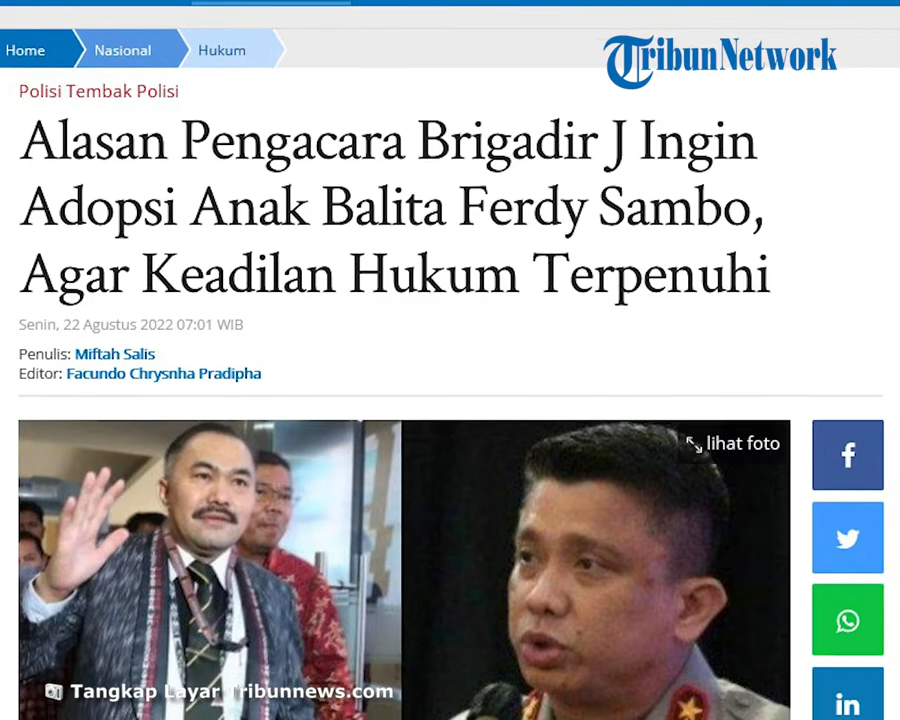 Home Nasional Hukum
TribunNetwork
Polisi Tembak Polisi
Alasan Pengacara Brigadir J Ingin
Adopsi Anak Balita Ferdy Sambo,
Agar Keadilan Hukum Terpenuhi
Senin, 22 Agustus 2022 07:01 WIB
Penulis: Miftah Salis
Editor: Facundo Chrysnha Pradipha
lihat foto
f
in
Tangkap Layar Tribunnews.com